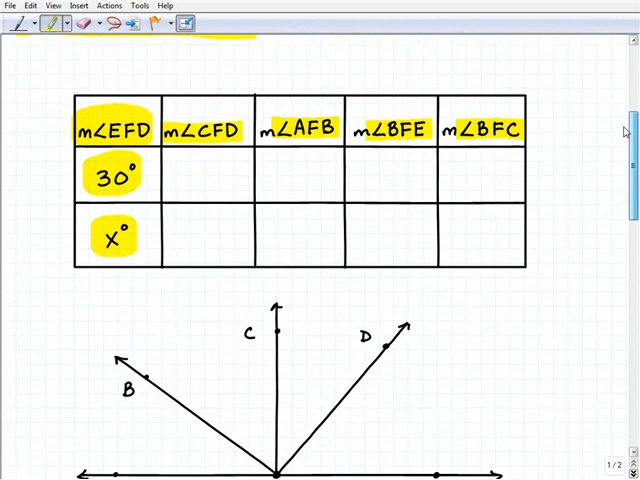 File Edit View Insert Actions Tools Help
m∠EFD m∠CFD m∠AFB m∠BFE m∠BFC
30°
x°
C
D
B
1 / 2